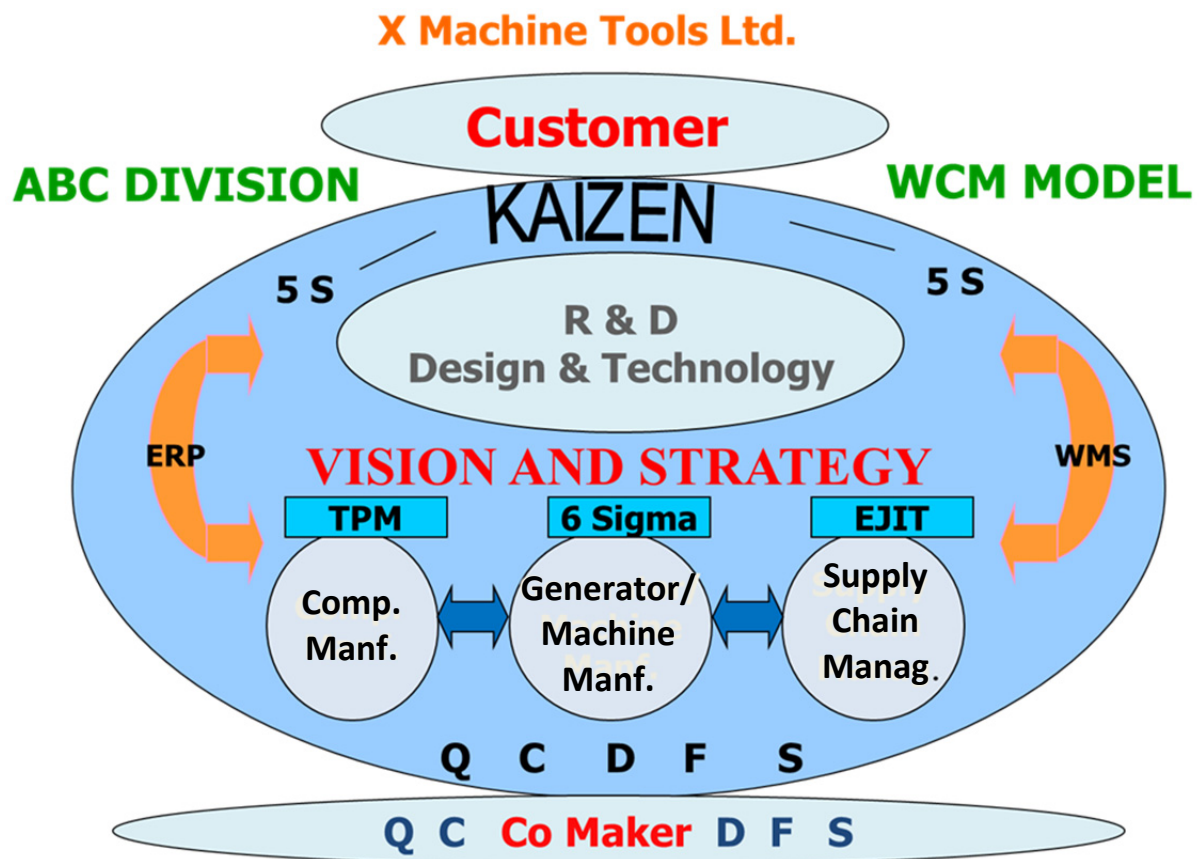 X Machine Tools Ltd.
Customer
ABC DIVISION
WCM MODEL
KAIZEN
5 S
5 S
R & D
Design & Technology
ERP
WMS
VISION AND STRATEGY
TPM
6 Sigma
EJIT
Comp.
Manf.
Generator/
Machine
Manf.
Supply
Chain
Manag.
Q C D F S
Q C Co Maker D F S